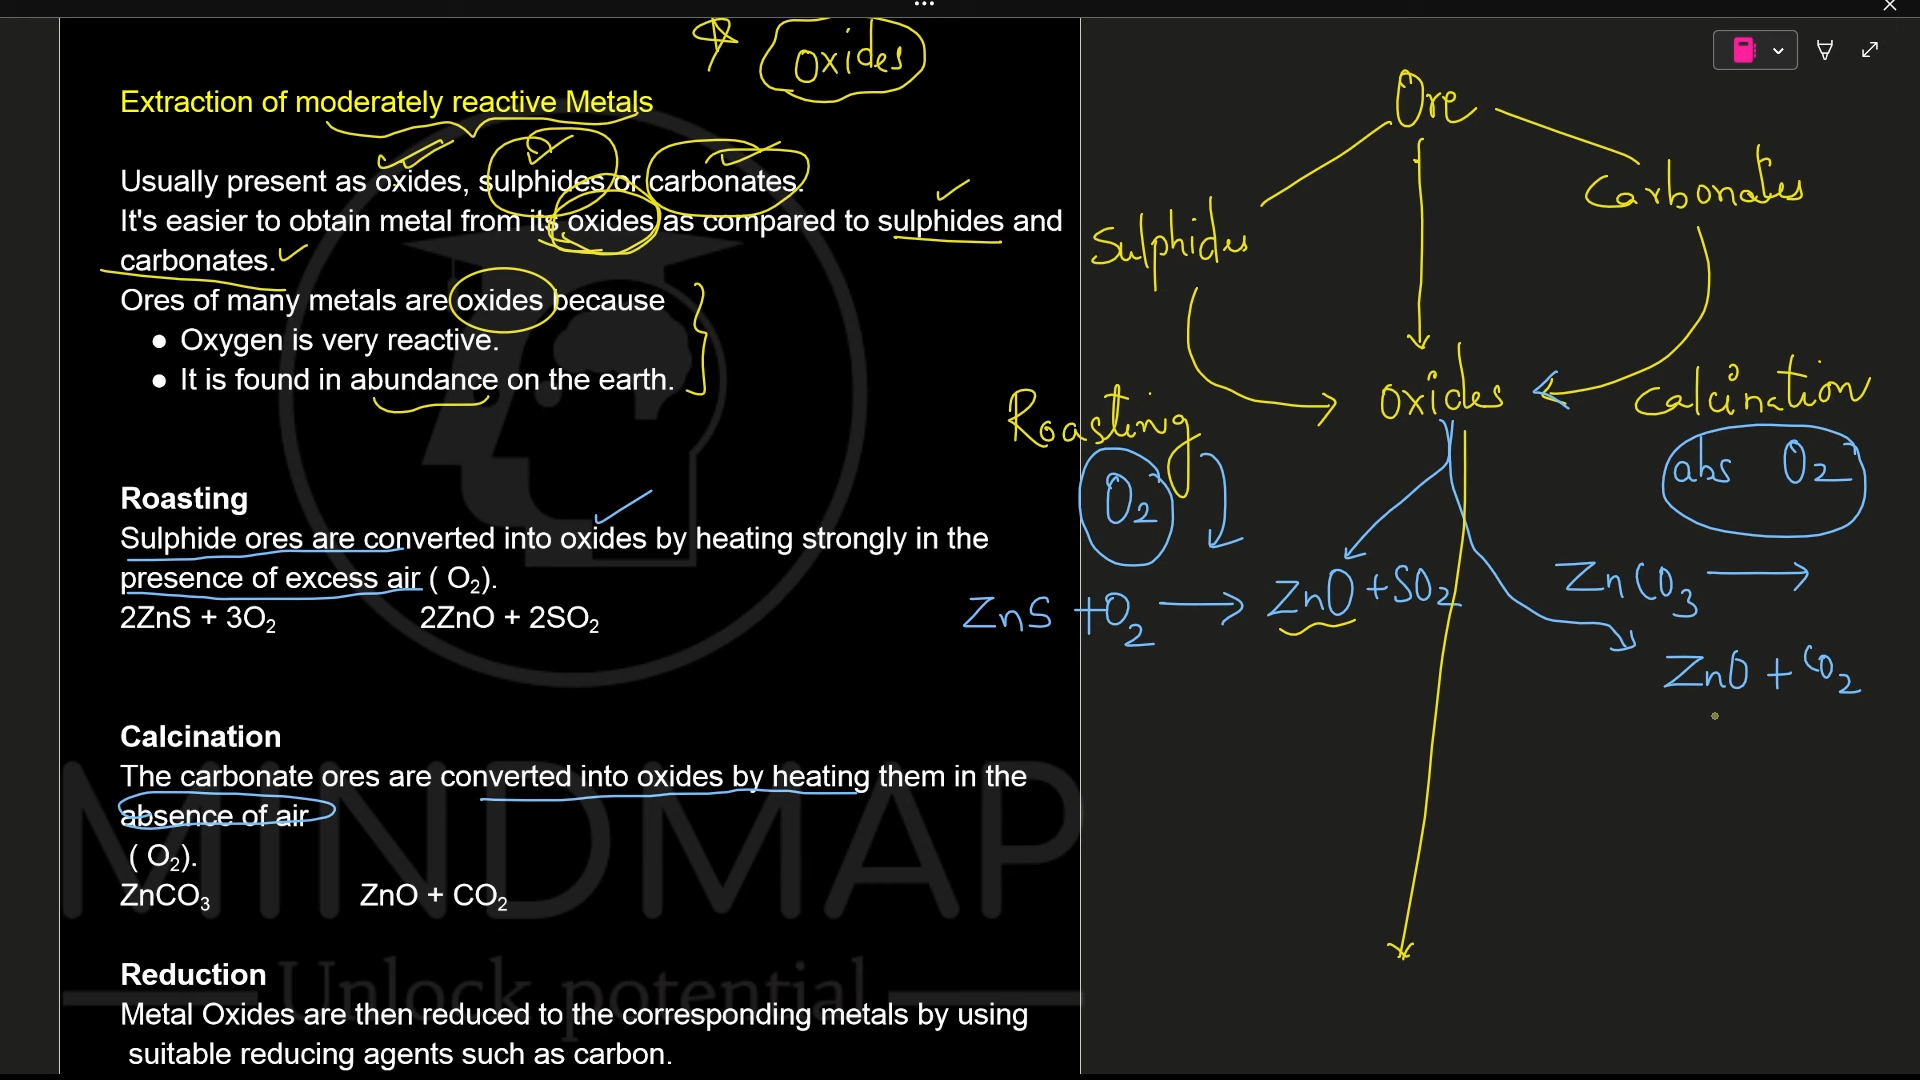 oxides
Extraction of moderately reactive Metals
Usually present as oxides, sulphides or carbonates.
It's easier to obtain metal from its oxides as compared to sulphides and
carbonates.
Ores of many metals are oxides because
● Oxygen is very reactive.
● It is found in abundance on the earth.
Roasting
Sulphide ores are converted into oxides by heating strongly in the
presence of excess air ( O₂).
2ZnS + 3O₂ 2ZnO + 2SO₂
Calcination
The carbonate ores are converted into oxides by heating them in the
absence of air
( O₂).
ZnCO₃ ZnO + CO₂
Reduction
Metal Oxides are then reduced to the corresponding metals by using
suitable reducing agents such as carbon.
MINDMAP
Unlock potential
Ore
Sulphides
Carbonates
Oxides
Roasting
Calcination
O₂
abs O₂
ZnS + O₂ → ZnO + SO₂
ZnCO₃ →
ZnO + CO₂